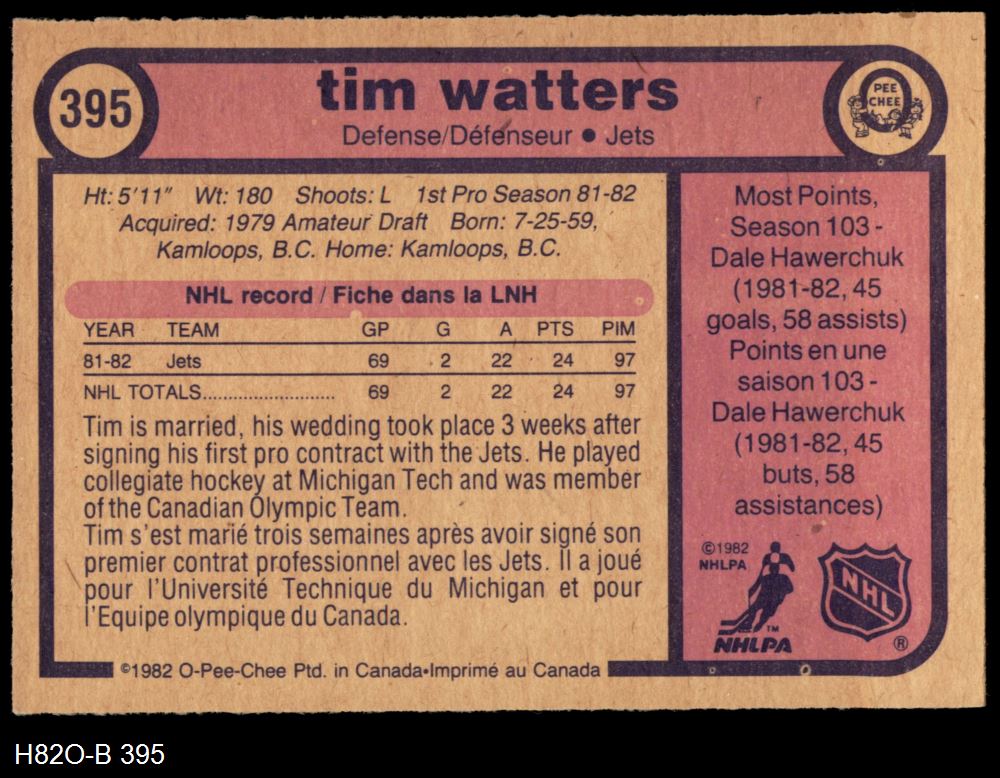 395
tim watters
Defense/Défenseur ● Jets
O
PEE
CHEE
Ht: 5'11" Wt: 180 Shoots: L 1st Pro Season 81-82
Acquired: 1979 Amateur Draft Born: 7-25-59,
Kamloops, B.C. Home: Kamloops, B.C.
NHL record / Fiche dans la LNH
YEAR TEAM GP G A PTS PIM
81-82 Jets 69 2 22 24 97
NHL TOTALS.......................... 69 2 22 24 97
Tim is married, his wedding took place 3 weeks after
signing his first pro contract with the Jets. He played
collegiate hockey at Michigan Tech and was member
of the Canadian Olympic Team.
Tim s'est marié trois semaines après avoir signé son
premier contrat professionnel avec les Jets. Il a joué
pour l'Université Technique du Michigan et pour
l'Equipe olympique du Canada.
Most Points,
Season 103 -
Dale Hawerchuk
(1981-82, 45
goals, 58 assists)
Points en une
saison 103 -
Dale Hawerchuk
(1981-82, 45
buts, 58
assistances)
©1982
NHLPA
TM
NHLPA
NHL
®
©1982 O-Pee-Chee Ptd. in Canada•Imprimé au Canada
H82O-B 395